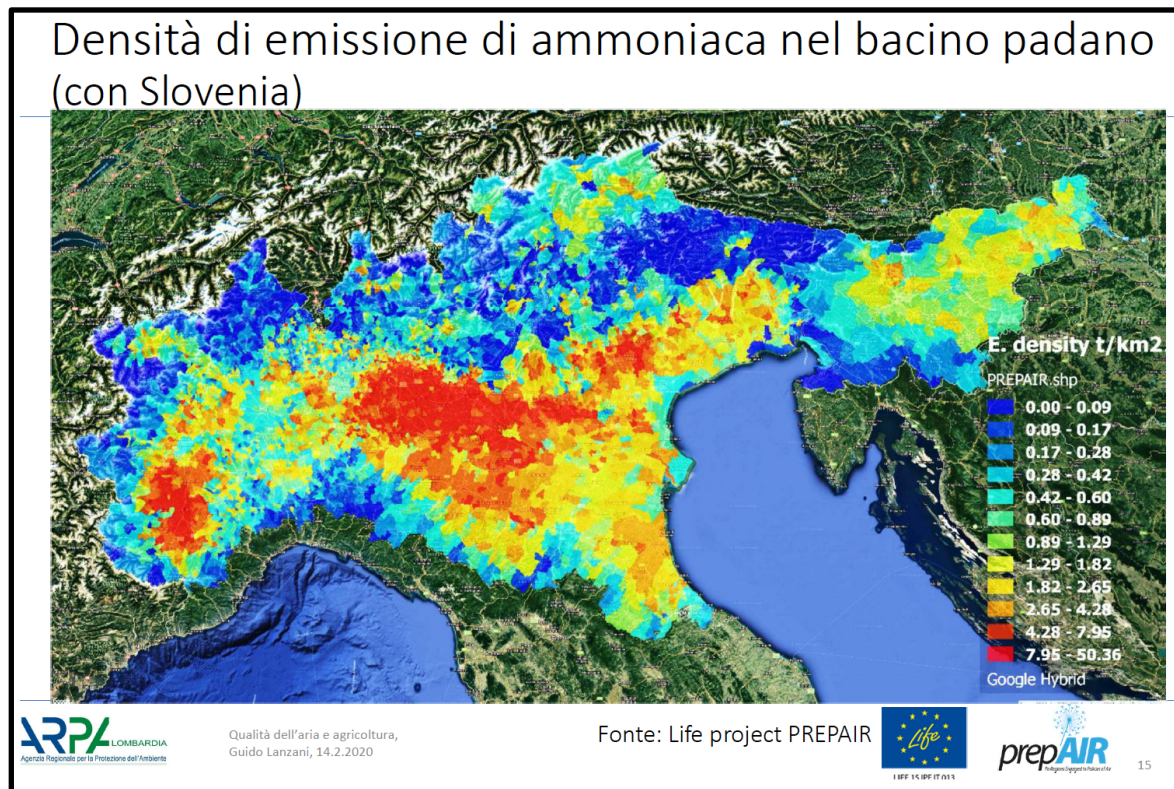 Densità di emissione di ammoniaca nel bacino padano
(con Slovenia)
E. density t/km2
PREPAIR.shp
0.00 - 0.09
0.09 - 0.17
0.17 - 0.28
0.28 - 0.42
0.42 - 0.60
0.60 - 0.89
0.89 - 1.29
1.29 - 1.82
1.82 - 2.65
2.65 - 4.28
4.28 - 7.95
7.95 - 50.36
Google Hybrid
ARPA LOMBARDIA
Agenzia Regionale per la Protezione dell'Ambiente
Qualità dell'aria e agricoltura,
Guido Lanzani, 14.2.2020
Fonte: Life project PREPAIR
Life
LIFE 15 IPE IT 013
prepAIR
15